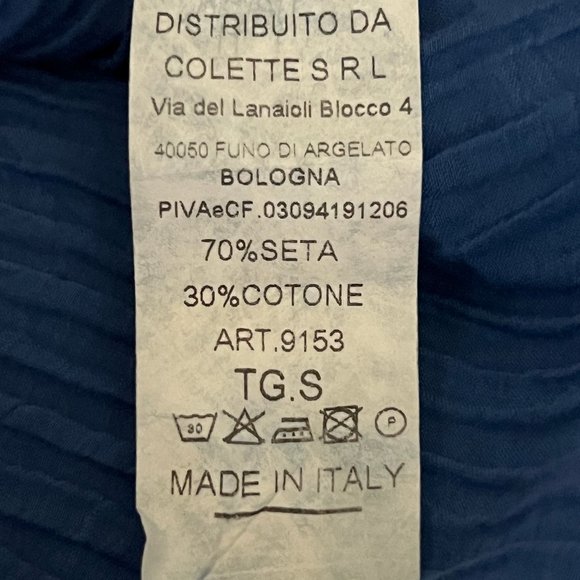 DISTRIBUITO DA
COLETTE S R L
Via del Lanaioli Blocco 4
40050 FUNO DI ARGELATO
BOLOGNA
PIVAeCF.03094191206
70%SETA
30%COTONE
ART.9153
TG.S
30 P
MADE IN ITALY